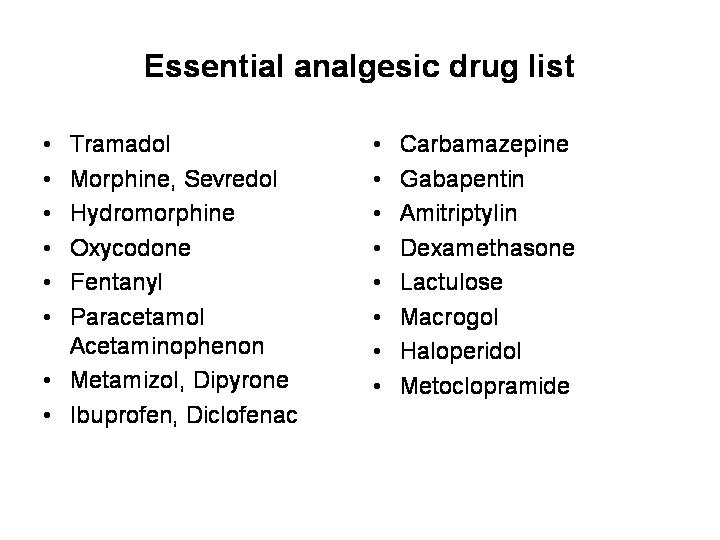 Essential analgesic drug list
• Tramadol
• Morphine, Sevredol
• Hydromorphine
• Oxycodone
• Fentanyl
• Paracetamol
Acetaminophenon
• Metamizol, Dipyrone
• Ibuprofen, Diclofenac
• Carbamazepine
• Gabapentin
• Amitriptylin
• Dexamethasone
• Lactulose
• Macrogol
• Haloperidol
• Metoclopramide